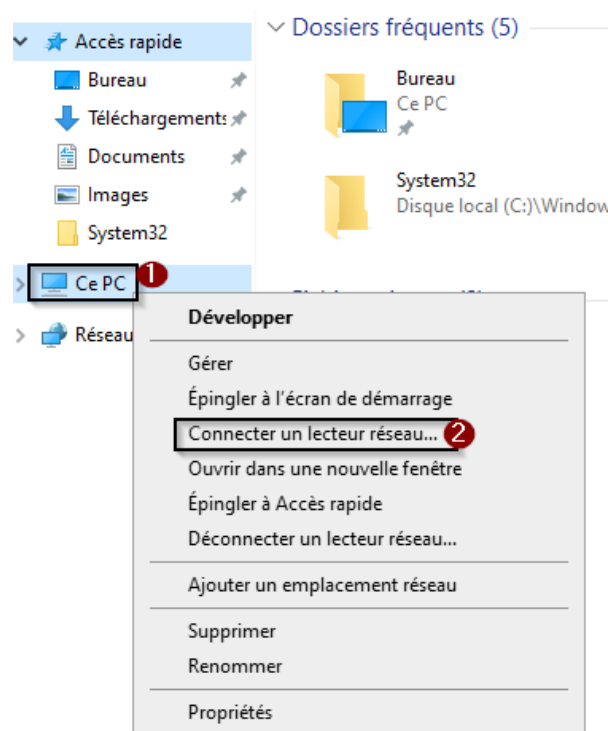 Accès rapide
Bureau
Téléchargements
Documents
Images
System32
Ce PC
1
Réseau
Dossiers fréquents (5)
Bureau
Ce PC
System32
Disque local (C:)\Window
Développer
Gérer
Épingler à l'écran de démarrage
Connecter un lecteur réseau... 2
Ouvrir dans une nouvelle fenêtre
Épingler à Accès rapide
Déconnecter un lecteur réseau...
Ajouter un emplacement réseau
Supprimer
Renommer
Propriétés